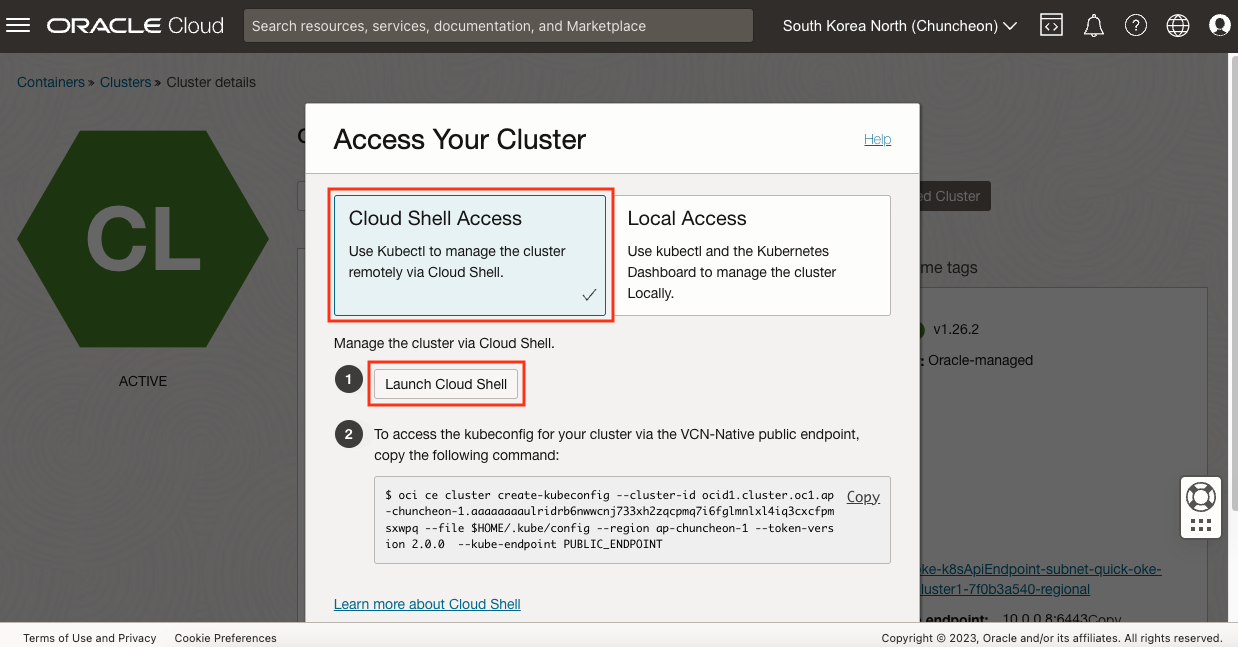 ORACLE Cloud
Search resources, services, documentation, and Marketplace
South Korea North (Chuncheon)
Containers » Clusters » Cluster details
Access Your Cluster
Help
CL
ACTIVE
Cloud Shell Access
Use Kubectl to manage the cluster
remotely via Cloud Shell.
Local Access
Use kubectl and the Kubernetes
Dashboard to manage the cluster
Locally.
ed Cluster
me tags
v1.26.2
: Oracle-managed
Manage the cluster via Cloud Shell.
1
Launch Cloud Shell
2
To access the kubeconfig for your cluster via the VCN-Native public endpoint,
copy the following command:
$ oci ce cluster create-kubeconfig --cluster-id ocid1.cluster.oc1.ap
-chuncheon-1.aaaaaaaaulridrb6nwwcnj733xh2zqcpmq7i6fglmnlxl4iq3cxcfpm
sxwpq --file $HOME/.kube/config --region ap-chuncheon-1 --token-vers
ion 2.0.0  --kube-endpoint PUBLIC_ENDPOINT
Copy
Learn more about Cloud Shell
oke-k8sApiEndpoint-subnet-quick-oke-
cluster1-7f0b3a540-regional
endpoint: 10.0.0.8:6443Copy
Terms of Use and Privacy
Cookie Preferences
Copyright © 2023, Oracle and/or its affiliates. All rights reserved.